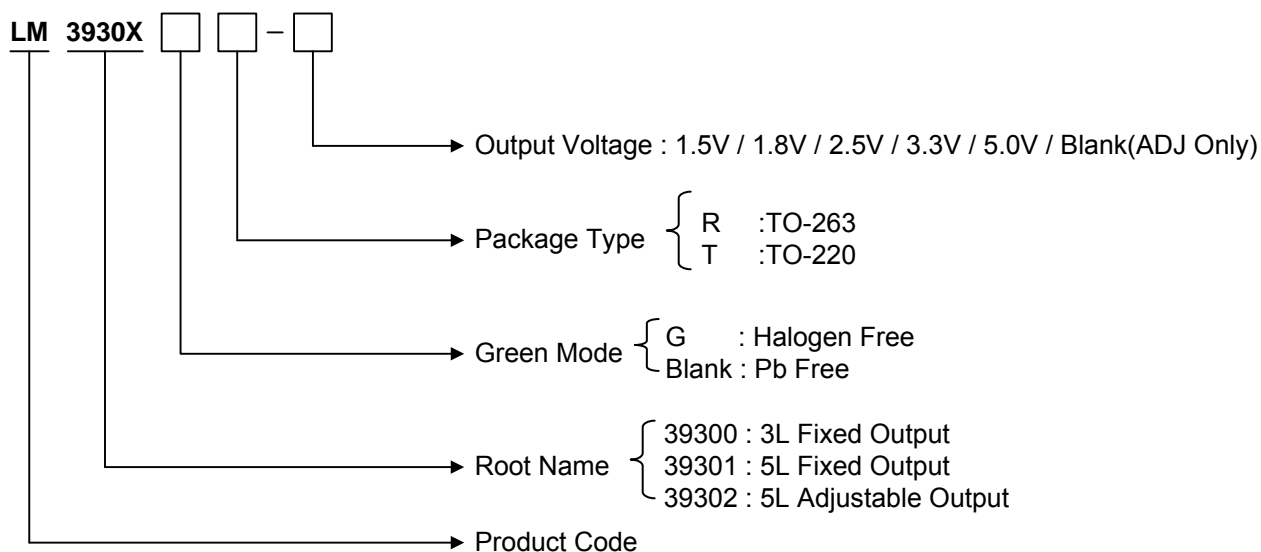 LM 3930X –
Output Voltage : 1.5V / 1.8V / 2.5V / 3.3V / 5.0V / Blank(ADJ Only)
Package Type
R :TO-263
T :TO-220
Green Mode
G : Halogen Free
Blank : Pb Free
Root Name
39300 : 3L Fixed Output
39301 : 5L Fixed Output
39302 : 5L Adjustable Output
Product Code